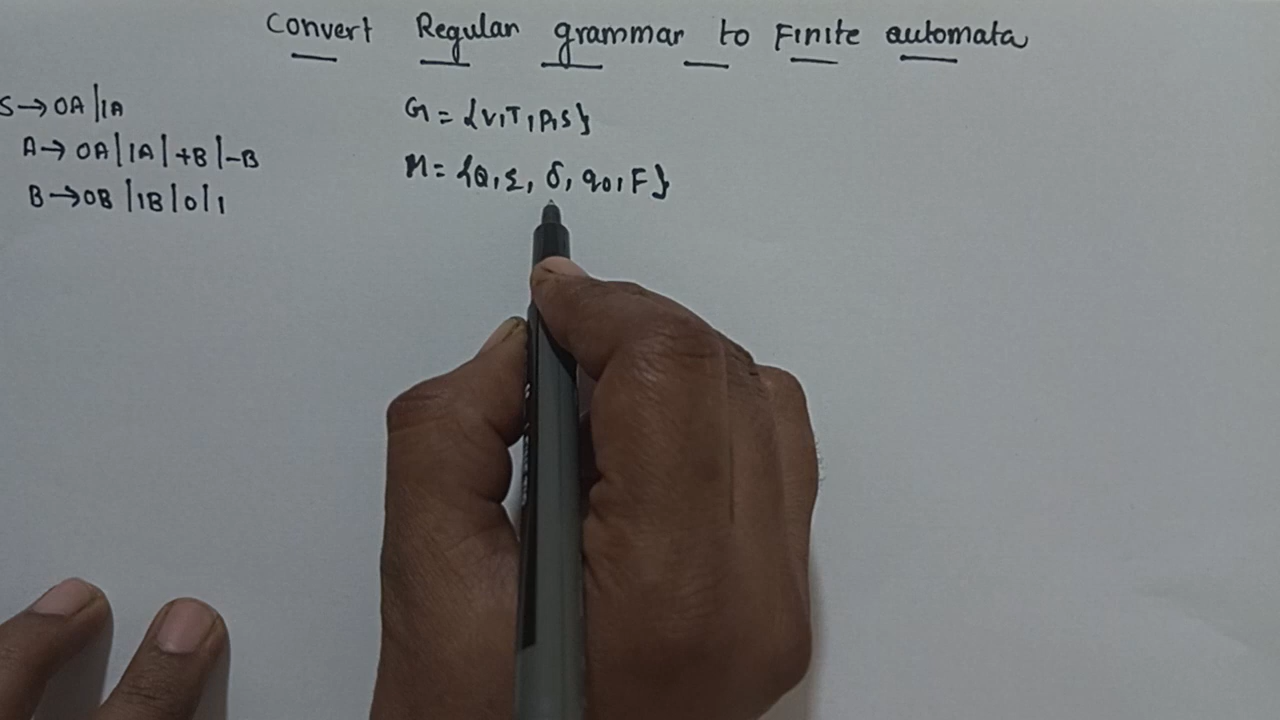 Convert Regular grammar to Finite automata
S→0A|1A
A→0A|1A|+B|-B
B→0B|1B|0|1
G = {V,T,P,S}
M = {Q, Σ, δ, q0, F}